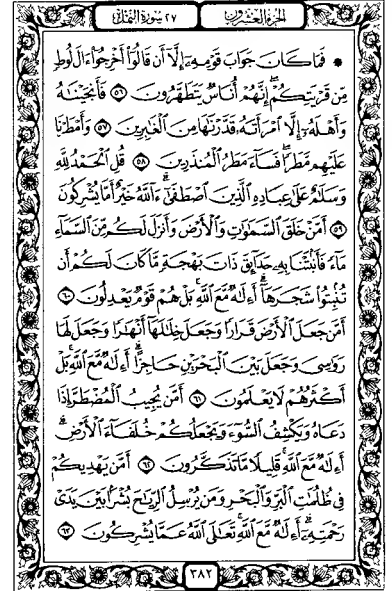 الجزء العشرون
٢٧ سورة النمل
۞ فَمَا كَانَ جَوَابَ قَوْمِهِۦٓ إِلَّآ أَن قَالُوٓا۟ أَخْرِجُوٓا۟ ءَالَ لُوطٍ
مِّن قَرْيَتِكُمْ ۖ إِنَّهُمْ أُنَاسٌ يَتَطَهَّرُونَ ٥٦ فَأَنجَيْنَـٰهُ
وَأَهْلَهُۥٓ إِلَّا ٱمْرَأَتَهُۥ قَدَّرْنَـٰهَا مِنَ ٱلْغَـٰبِرِينَ ٥٧ وَأَمْطَرْنَا
عَلَيْهِم مَّطَرًا ۖ فَسَآءَ مَطَرُ ٱلْمُنذَرِينَ ٥٨ قُلِ ٱلْحَمْدُ لِلَّهِ
وَسَلَـٰمٌ عَلَىٰ عِبَادِهِ ٱلَّذِينَ ٱصْطَفَىٰٓ ۗ ءَآللَّهُ خَيْرٌ أَمَّا يُشْرِكُونَ
٥٩ أَمَّنْ خَلَقَ ٱلسَّمَـٰوَٰتِ وَٱلْأَرْضَ وَأَنزَلَ لَكُم مِّنَ ٱلسَّمَآءِ
مَآءً فَأَنۢبَتْنَا بِهِۦ حَدَآئِقَ ذَاتَ بَهْجَةٍ مَّا كَانَ لَكُمْ أَن
تُنۢبِتُوا۟ شَجَرَهَآ ۗ أَءِلَـٰهٌ مَّعَ ٱللَّهِ ۚ بَلْ هُمْ قَوْمٌ يَعْدِلُونَ ٦٠
أَمَّن جَعَلَ ٱلْأَرْضَ قَرَارًا وَجَعَلَ خِلَـٰلَهَآ أَنْهَـٰرًا وَجَعَلَ لَهَا
رَوَٰسِىَ وَجَعَلَ بَيْنَ ٱلْبَحْرَيْنِ حَاجِزًا ۗ أَءِلَـٰهٌ مَّعَ ٱللَّهِ ۚ بَلْ
أَكْثَرُهُمْ لَا يَعْلَمُونَ ٦١ أَمَّن يُجِيبُ ٱلْمُضْطَرَّ إِذَا
دَعَاهُ وَيَكْشِفُ ٱلسُّوٓءَ وَيَجْعَلُكُمْ خُلَفَآءَ ٱلْأَرْضِ ۗ
أَءِلَـٰهٌ مَّعَ ٱللَّهِ ۚ قَلِيلًا مَّا تَذَكَّرُونَ ٦٢ أَمَّن يَهْدِيكُمْ
فِى ظُلُمَـٰتِ ٱلْبَرِّ وَٱلْبَحْرِ وَمَن يُرْسِلُ ٱلرِّيَـٰحَ بُشْرًۢا بَيْنَ يَدَىْ
رَحْمَتِهِۦٓ ۗ أَءِلَـٰهٌ مَّعَ ٱللَّهِ ۚ تَعَـٰلَى ٱللَّهُ عَمَّا يُشْرِكُونَ ٦٣
٣٨٢